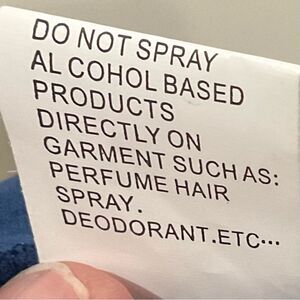 DO NOT SPRAY
AL COHOL BASED
PRODUCTS
DIRECTLY ON
GARMENT SUCH AS:
PERFUME HAIR
SPRAY.
DEODORANT.ETC···